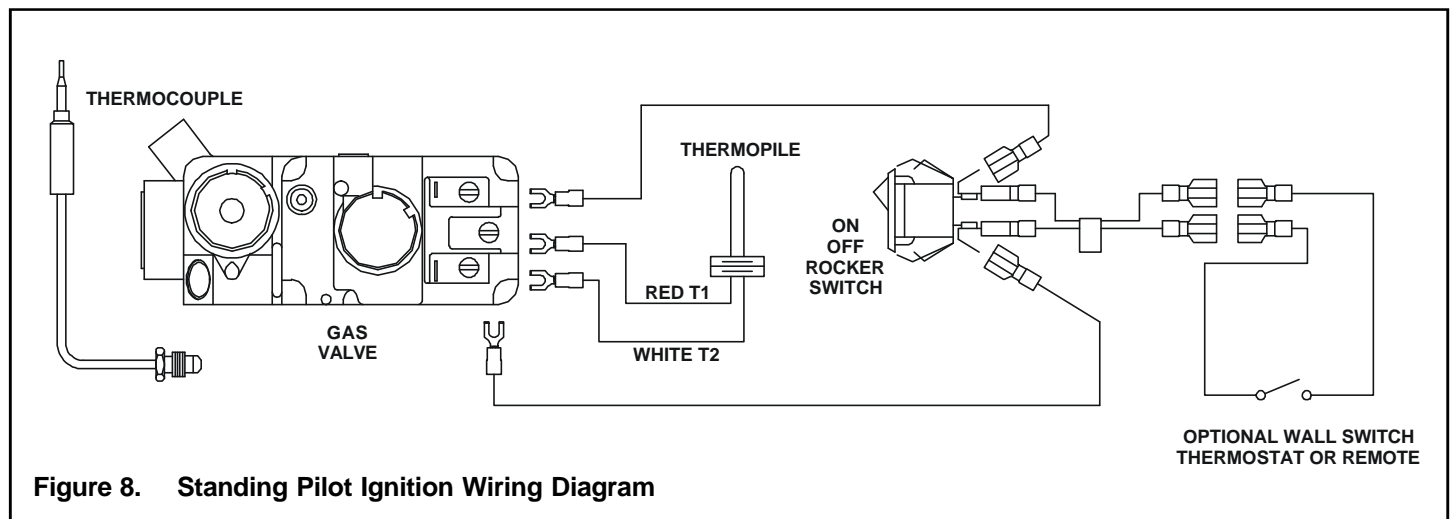 THERMOCOUPLE
THERMOPILE
ON
OFF
ROCKER
SWITCH
RED T1
GAS
VALVE
WHITE T2
OPTIONAL WALL SWITCH
THERMOSTAT OR REMOTE
Figure 8. Standing Pilot Ignition Wiring Diagram